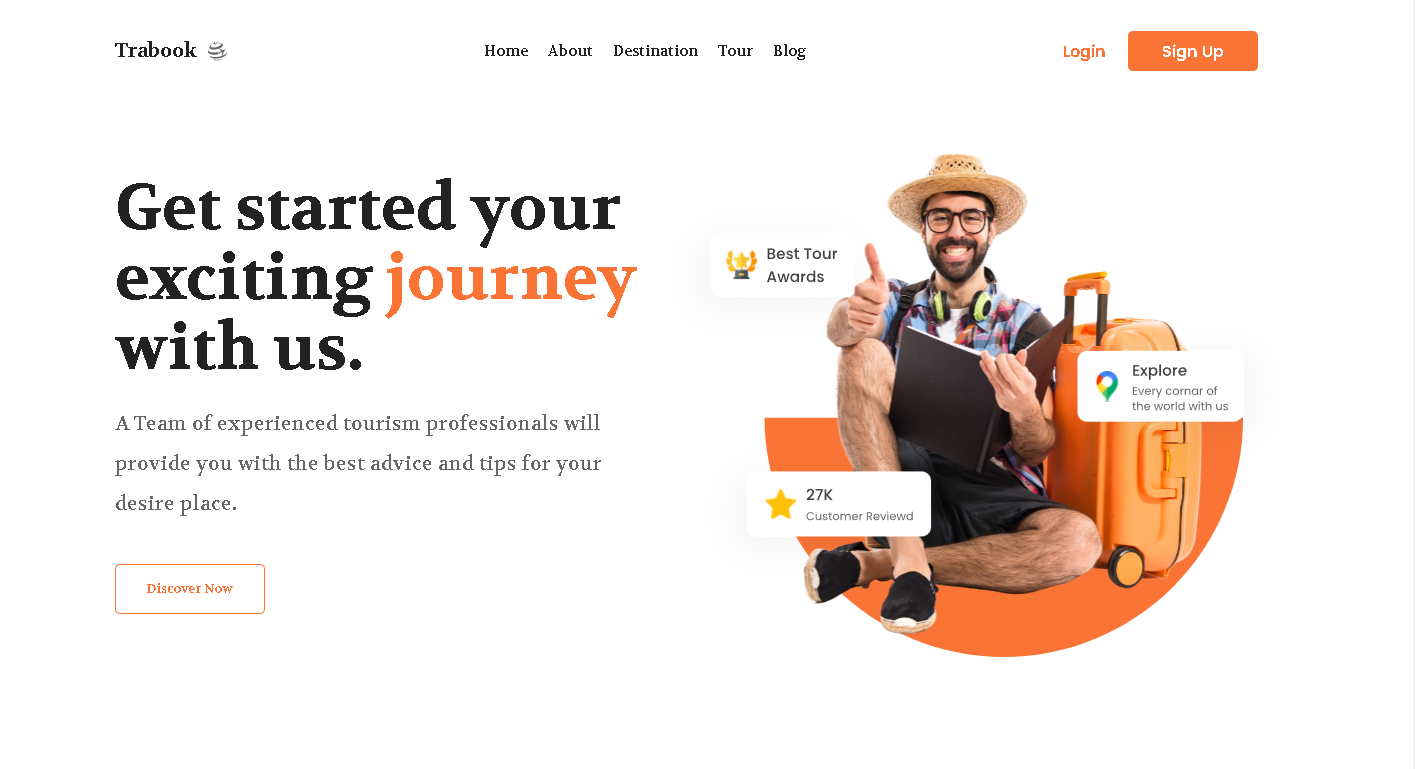 Trabook
Home About Destination Tour Blog
Login
Sign Up
Get started your
exciting journey
with us.
A Team of experienced tourism professionals will
provide you with the best advice and tips for your
desire place.
Discover Now
Best Tour
Awards
Explore
Every cornar of
the world with us
27K
Customer Reviewd